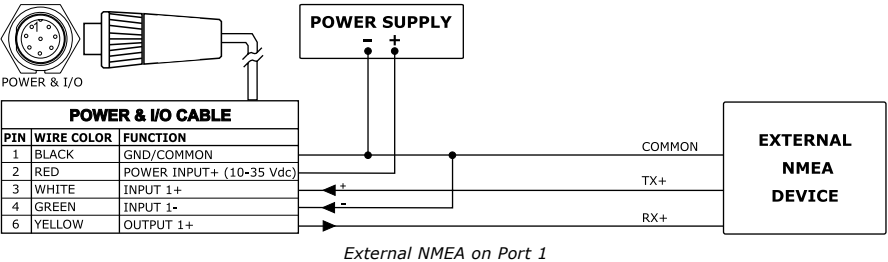 1
POWER & I/O
POWER SUPPLY
- +
POWER & I/O CABLE
PIN WIRE COLOR FUNCTION
1 BLACK GND/COMMON
2 RED POWER INPUT+ (10-35 Vdc)
3 WHITE INPUT 1+
4 GREEN INPUT 1-
6 YELLOW OUTPUT 1+
+
-
COMMON
TX+
RX+
EXTERNAL
NMEA
DEVICE
External NMEA on Port 1